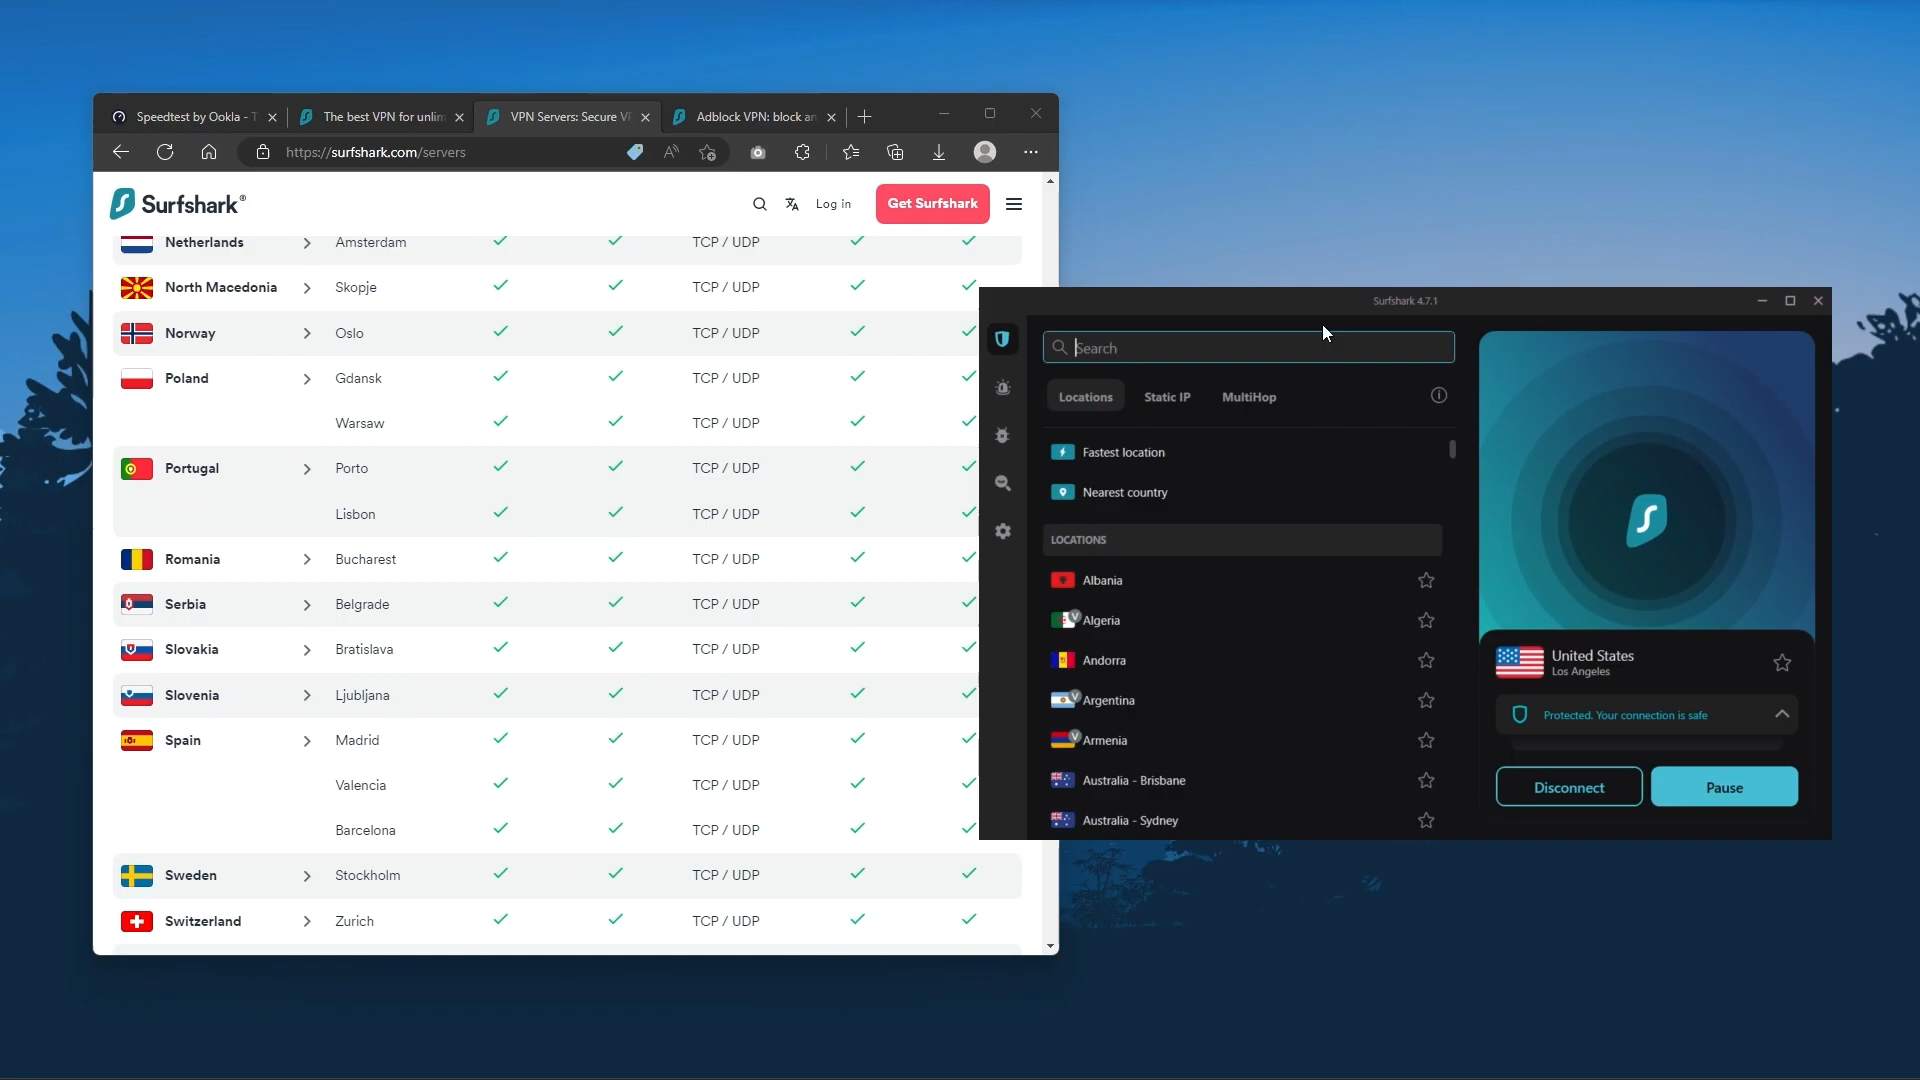 Speedtest by Ookla - T
The best VPN for unlim
VPN Servers: Secure VP
Adblock VPN: block an
https://surfshark.com/servers
Surfshark®
Log in
Get Surfshark
Netherlands Amsterdam TCP / UDP
North Macedonia Skopje TCP / UDP
Norway Oslo TCP / UDP
Poland Gdansk TCP / UDP
Warsaw TCP / UDP
Portugal Porto TCP / UDP
Lisbon TCP / UDP
Romania Bucharest TCP / UDP
Serbia Belgrade TCP / UDP
Slovakia Bratislava TCP / UDP
Slovenia Ljubljana TCP / UDP
Spain Madrid TCP / UDP
Valencia TCP / UDP
Barcelona TCP / UDP
Sweden Stockholm TCP / UDP
Switzerland Zurich TCP / UDP
Surfshark 4.7.1
Search
Locations Static IP MultiHop
Fastest location
Nearest country
LOCATIONS
Albania
V Algeria
Andorra
V Argentina
V Armenia
Australia - Brisbane
Australia - Sydney
United States
Los Angeles
Protected. Your connection is safe
Disconnect Pause